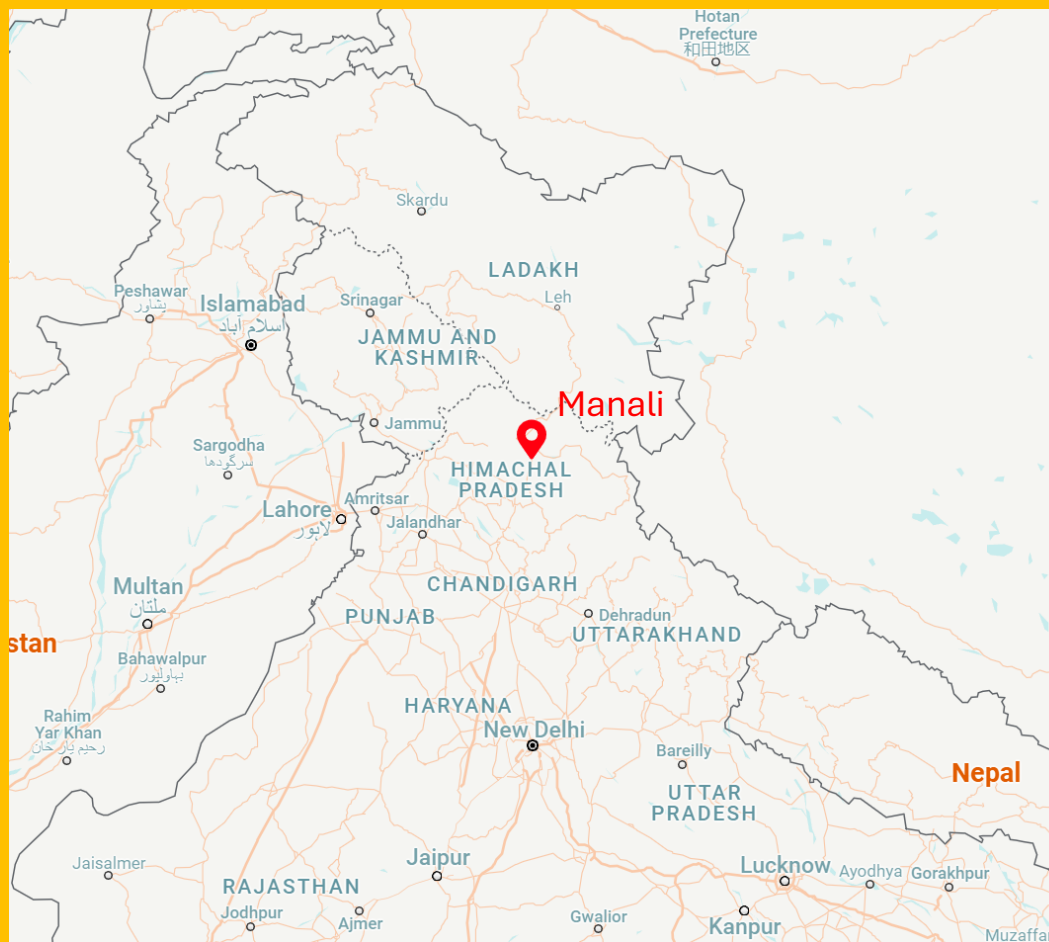 Hotan
Prefecture
和田地区
Skardu
LADAKH
Leh
Peshawar
پشاور
Islamabad
اسلام آباد
Srinagar
JAMMU AND
KASHMIR
Manali
Jammu
Sargodha
سرگودھا
HIMACHAL
PRADESH
Lahore
لاہور
Amritsar
Jalandhar
Multan
ملتان
CHANDIGARH
PUNJAB
Dehradun
UTTARAKHAND
stan
Bahawalpur
بہاولپور
HARYANA
Rahim
Yar Khan
رحیم یار خان
New Delhi
Bareilly
Nepal
UTTAR
PRADESH
Jaisalmer
Jaipur
Lucknow
Ayodhya
Gorakhpur
RAJASTHAN
Jodhpur
Ajmer
Gwalior
Kanpur
Muzaffar